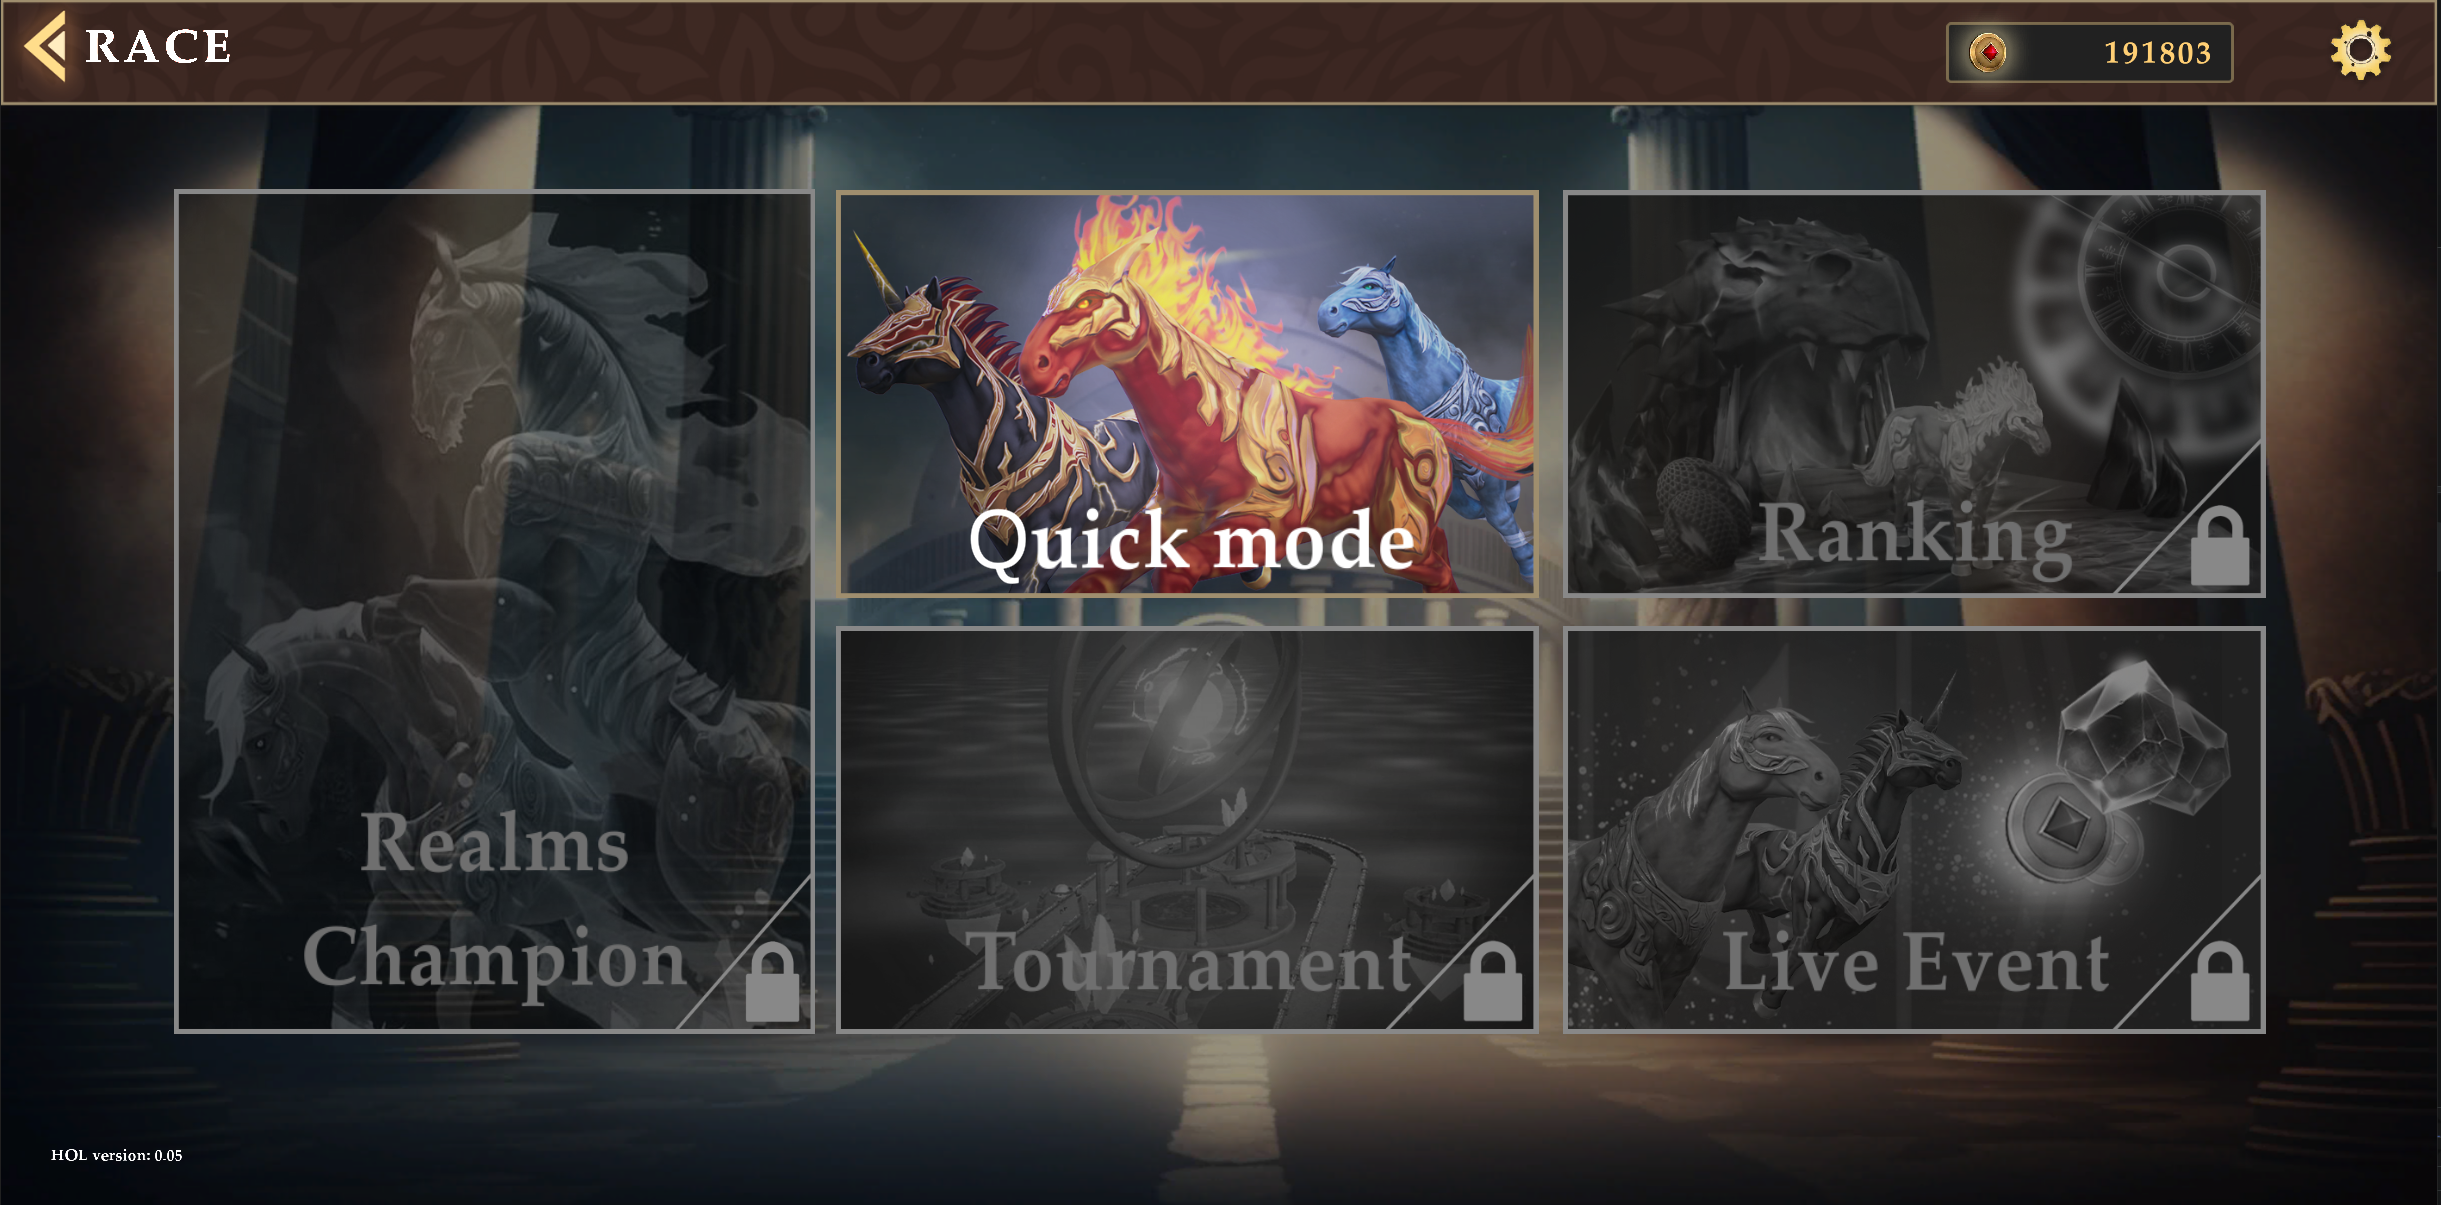 RACE
191803
Quick mode
Ranking
Realms
Champion
Tournament
Live Event
HOL version: 0.05